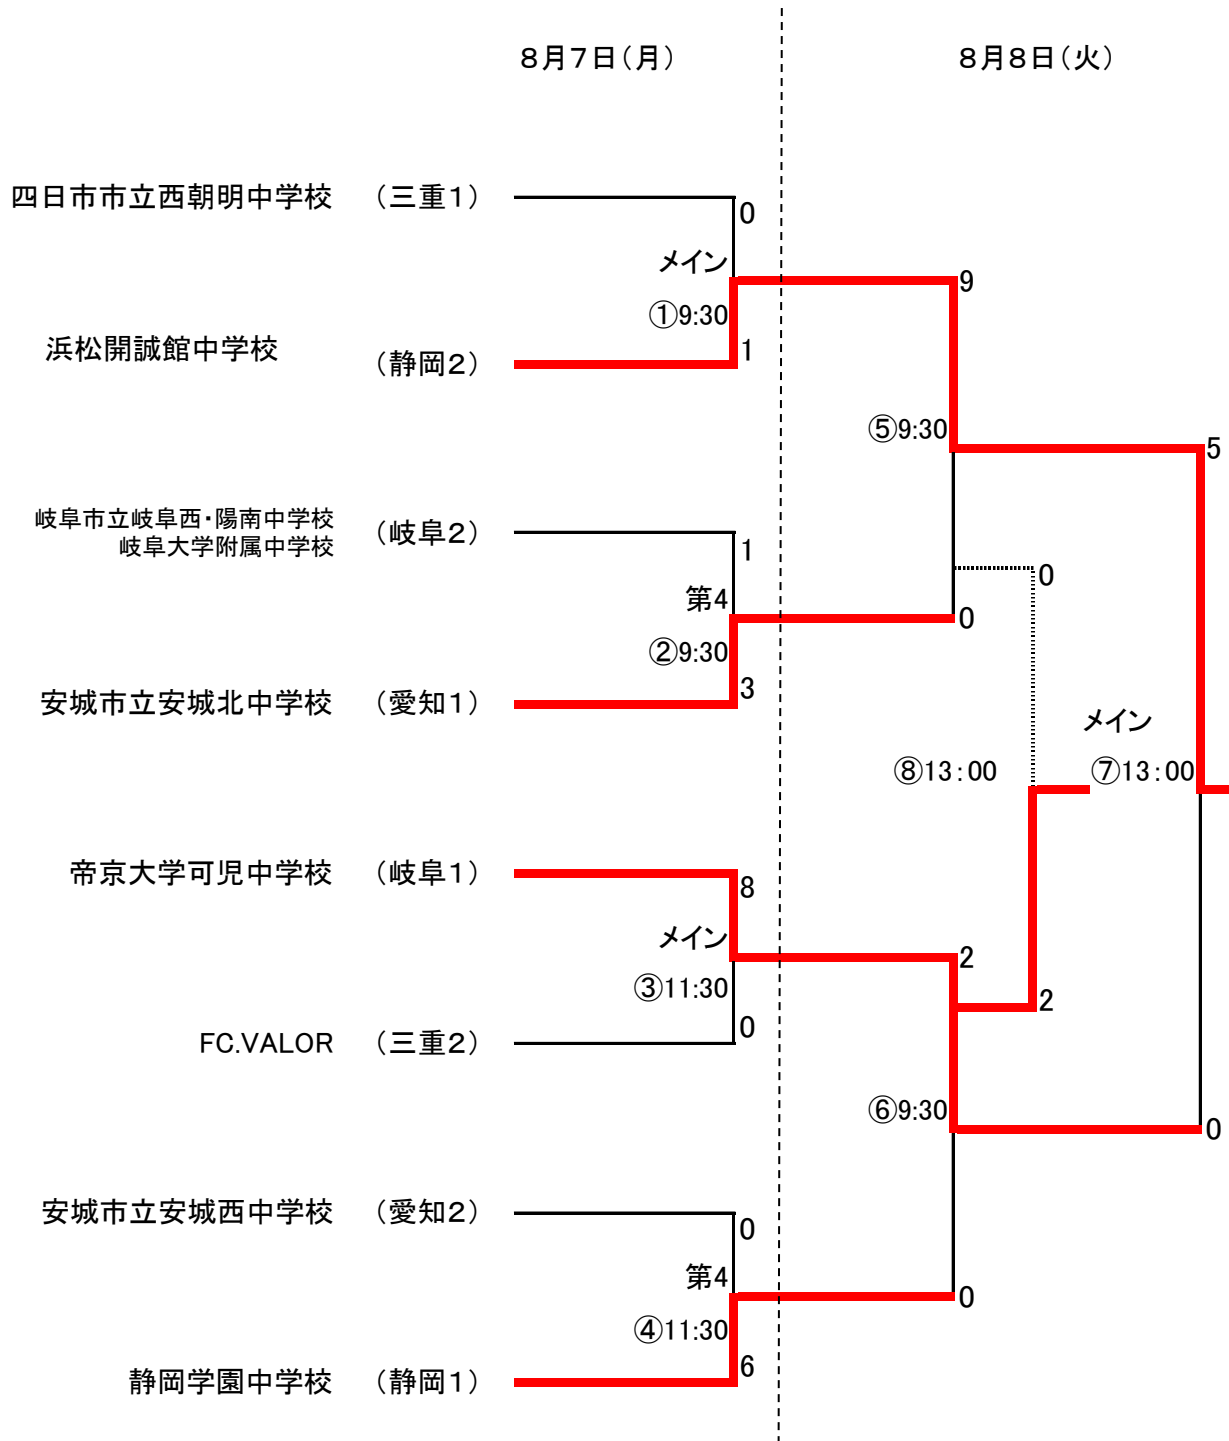 8月7日(月)
8月8日(火)
四日市市立西朝明中学校 (三重1)
0
メイン
9
①9:30
浜松開誠館中学校
(静岡2)
1
⑤9:30
5
岐阜市立岐阜西・陽南中学校
岐阜大学附属中学校
(岐阜2)
1
0
第4
0
②9:30
安城市立安城北中学校 (愛知1)
3
メイン
⑧13:00
⑦13:00
帝京大学可児中学校 (岐阜1)
8
メイン
2
③11:30
2
FC.VALOR (三重2)
0
⑥9:30
0
安城市立安城西中学校 (愛知2)
0
第4
0
④11:30
静岡学園中学校 (静岡1)
6